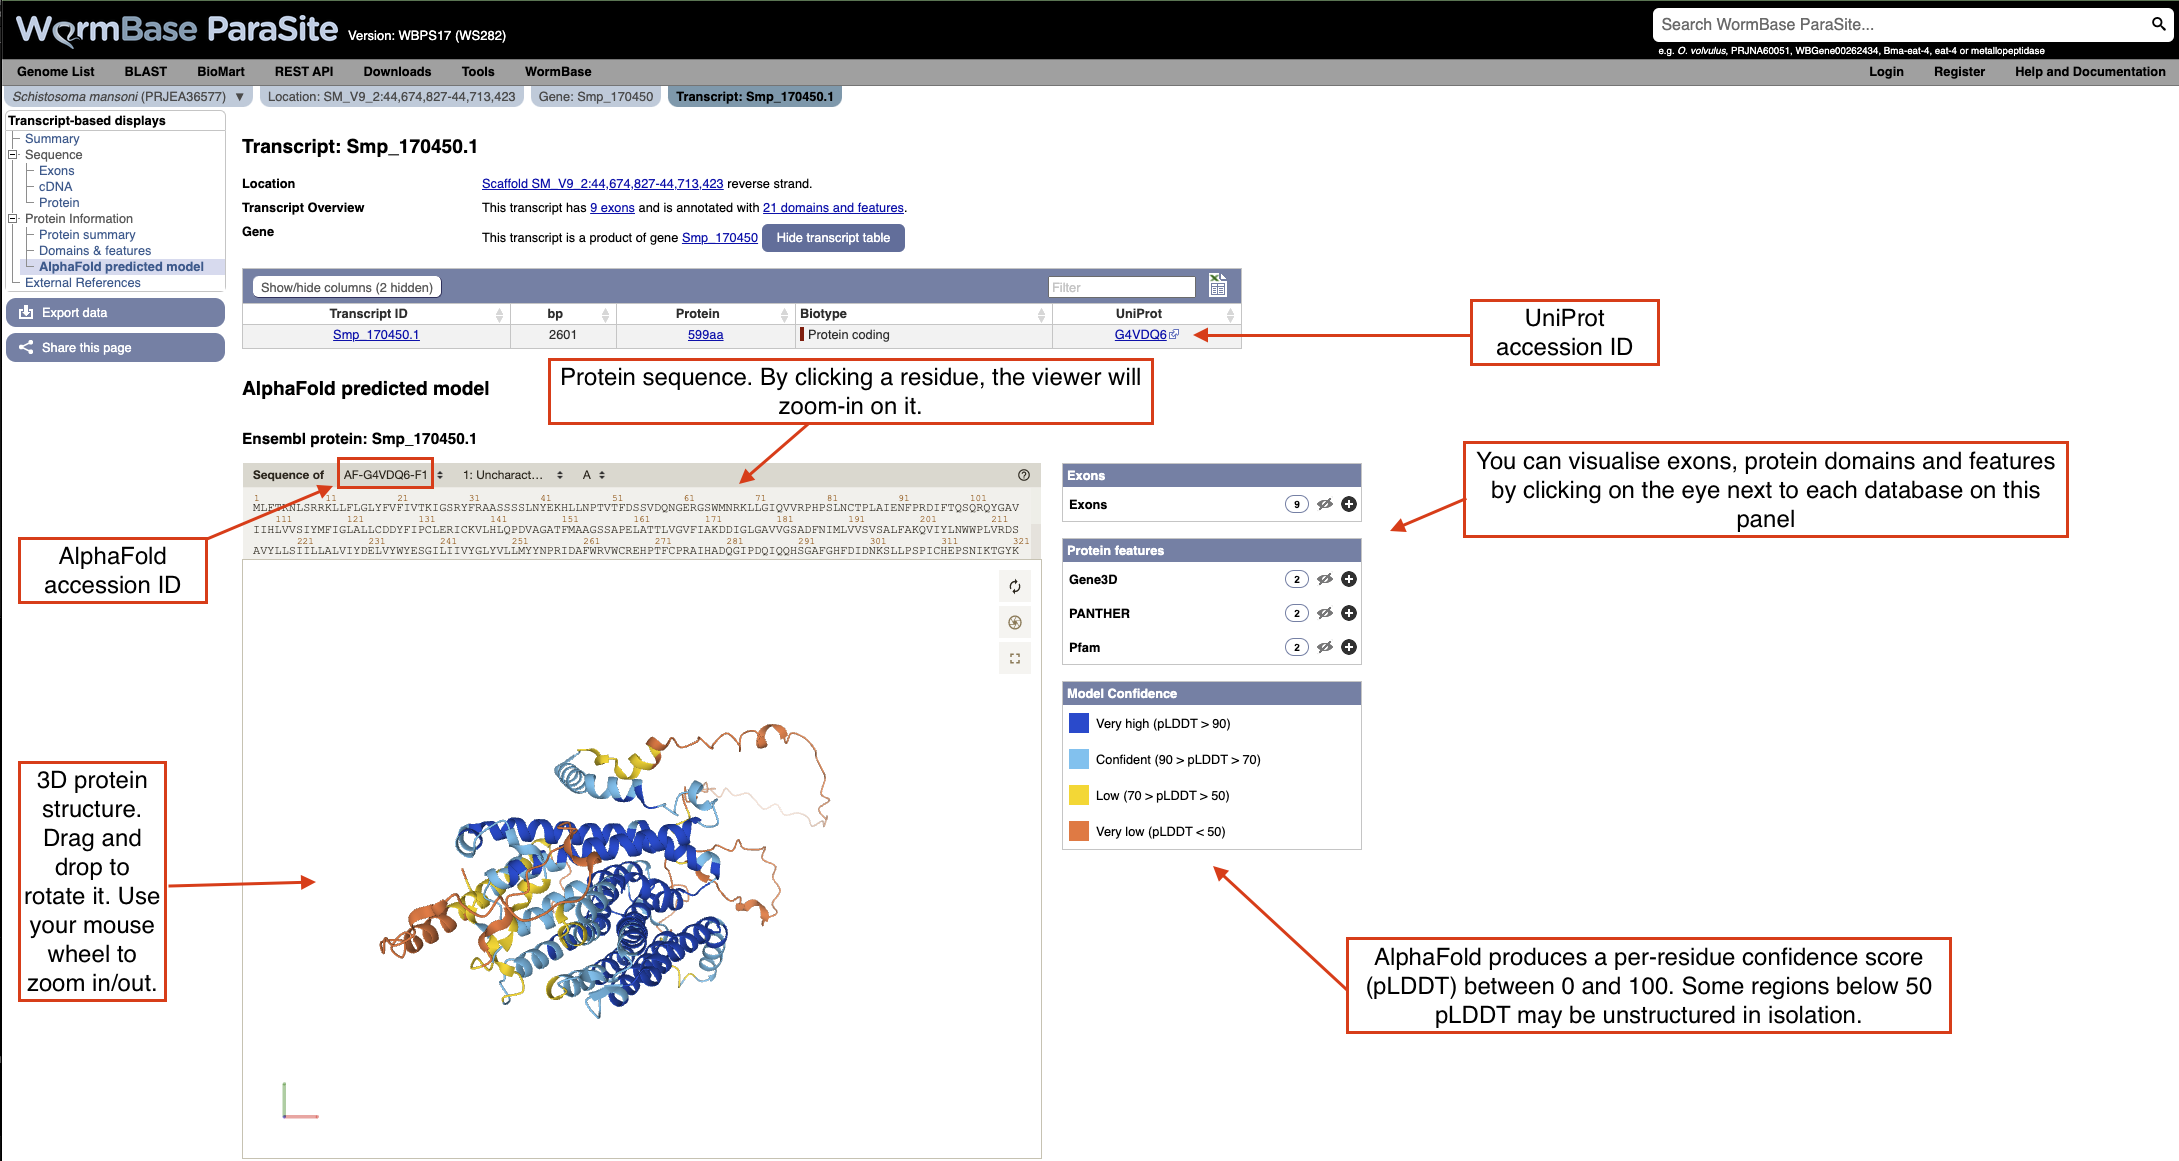 WormBase ParaSite Version: WBPS17 (WS282)
Search WormBase ParaSite...
e.g. O. volvulus, PRJNA60051, WBGene00262434, Bma-eat-4, eat-4 or metallopeptidase
Genome List BLAST BioMart REST API Downloads Tools WormBase Login Register Help and Documentation
Schistosoma mansoni (PRJEA36577) ▼ Location: SM_V9_2:44,674,827-44,713,423 Gene: Smp_170450 Transcript: Smp_170450.1
Transcript-based displays
Summary
Sequence
Exons
cDNA
Protein
Protein Information
Protein summary
Domains & features
AlphaFold predicted model
External References
Export data
Share this page
Transcript: Smp_170450.1
Location Scaffold SM_V9_2:44,674,827-44,713,423 reverse strand.
Transcript Overview This transcript has 9 exons and is annotated with 21 domains and features.
Gene This transcript is a product of gene Smp_170450 Hide transcript table
Show/hide columns (2 hidden) Filter
Transcript ID bp Protein Biotype UniProt
Smp_170450.1 2601 599aa Protein coding G4VDQ6
UniProt
accession ID
AlphaFold predicted model
Protein sequence. By clicking a residue, the viewer will
zoom-in on it.
Ensembl protein: Smp_170450.1
Sequence of AF-G4VDQ6-F1 1: Uncharact... A
1 11 21 31 41 51 61 71 81 91 101
MLFTKNLSRRKLLFLGLYFVFIVTKIGSRYFRAASSSSLNYEKHLLNPTVTFDSSVDQNGERGSWMNRKLLGIQVVRPHPSLNCTPLAIENFPRDIFTQSQRQYGAV
111 121 131 141 151 161 171 181 191 201 211
IIHLVVSIYMFIGLALLCDDYFIPCLERICKVLHLQPDVAGATFMAAGSSAPELATTLVGVFIAKDDIGLGAVVGSADFNIMLVVSVSALFAKQVIYLNWWPLVRDS
221 231 241 251 261 271 281 291 301 311 321
AVYLLSIILLALVIYDELVYWYESGILIIVYGLYVLLMYYNPRIDAFWRVWCREHPTFCPRAIHADQGIPDQIQQHSGAFGHFDIDNKSLLPSPICHEPSNIKTGYK
AlphaFold
accession ID
Exons
Exons 9
Protein features
Gene3D 2
PANTHER 2
Pfam 2
Model Confidence
Very high (pLDDT > 90)
Confident (90 > pLDDT > 70)
Low (70 > pLDDT > 50)
Very low (pLDDT < 50)
You can visualise exons, protein domains and features
by clicking on the eye next to each database on this
panel
3D protein
structure.
Drag and
drop to
rotate it. Use
your mouse
wheel to
zoom in/out.
AlphaFold produces a per-residue confidence score
(pLDDT) between 0 and 100. Some regions below 50
pLDDT may be unstructured in isolation.